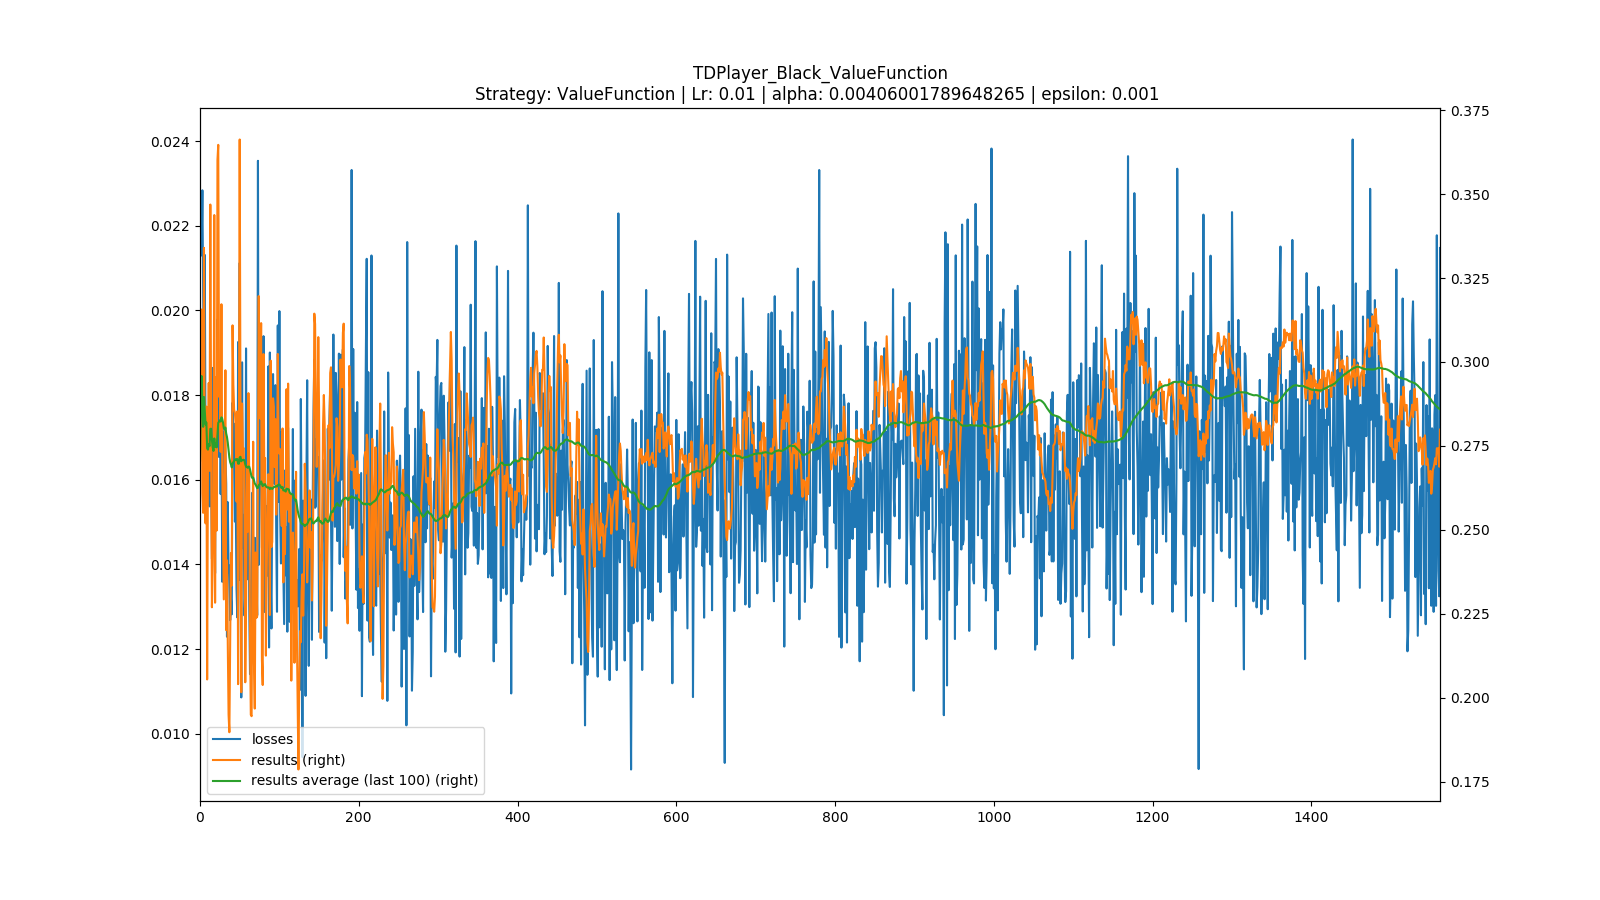 TDPlayer_Black_ValueFunction
Strategy: ValueFunction | Lr: 0.01 | alpha: 0.00406001789648265 | epsilon: 0.001
0.024
0.022
0.020
0.018
0.016
0.014
0.012
0.010
0.375
0.350
0.325
0.300
0.275
0.250
0.225
0.200
0.175
losses
results (right)
results average (last 100) (right)
0 200 400 600 800 1000 1200 1400